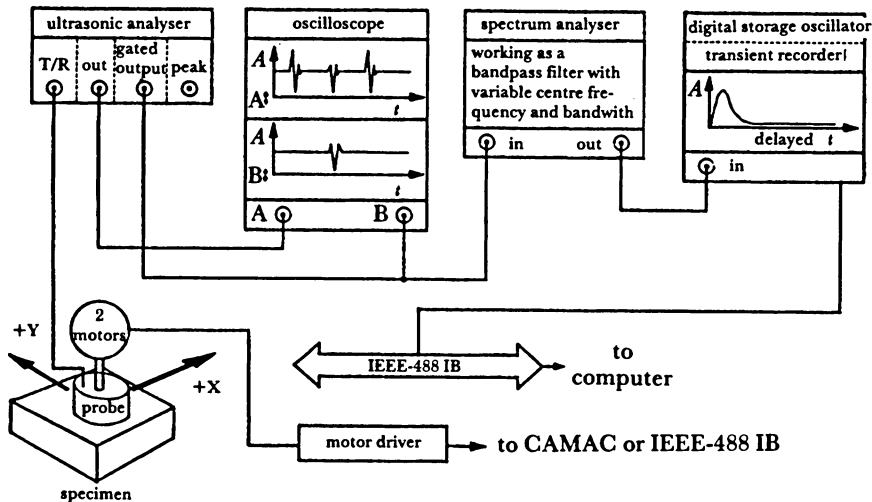 ultrasonic analyser
T/R
out
gated
output
peak
oscilloscope
A
A:
t
A
B:
t
A
B
spectrum analyser
working as a
bandpass filter with
variable centre fre-
quency and bandwith
in
out
digital storage oscillator
transient recorder
A
delayed t
in
2
motors
+Y
+X
probe
specimen
IEEE-488 IB
to
computer
motor driver
to CAMAC or IEEE-488 IB